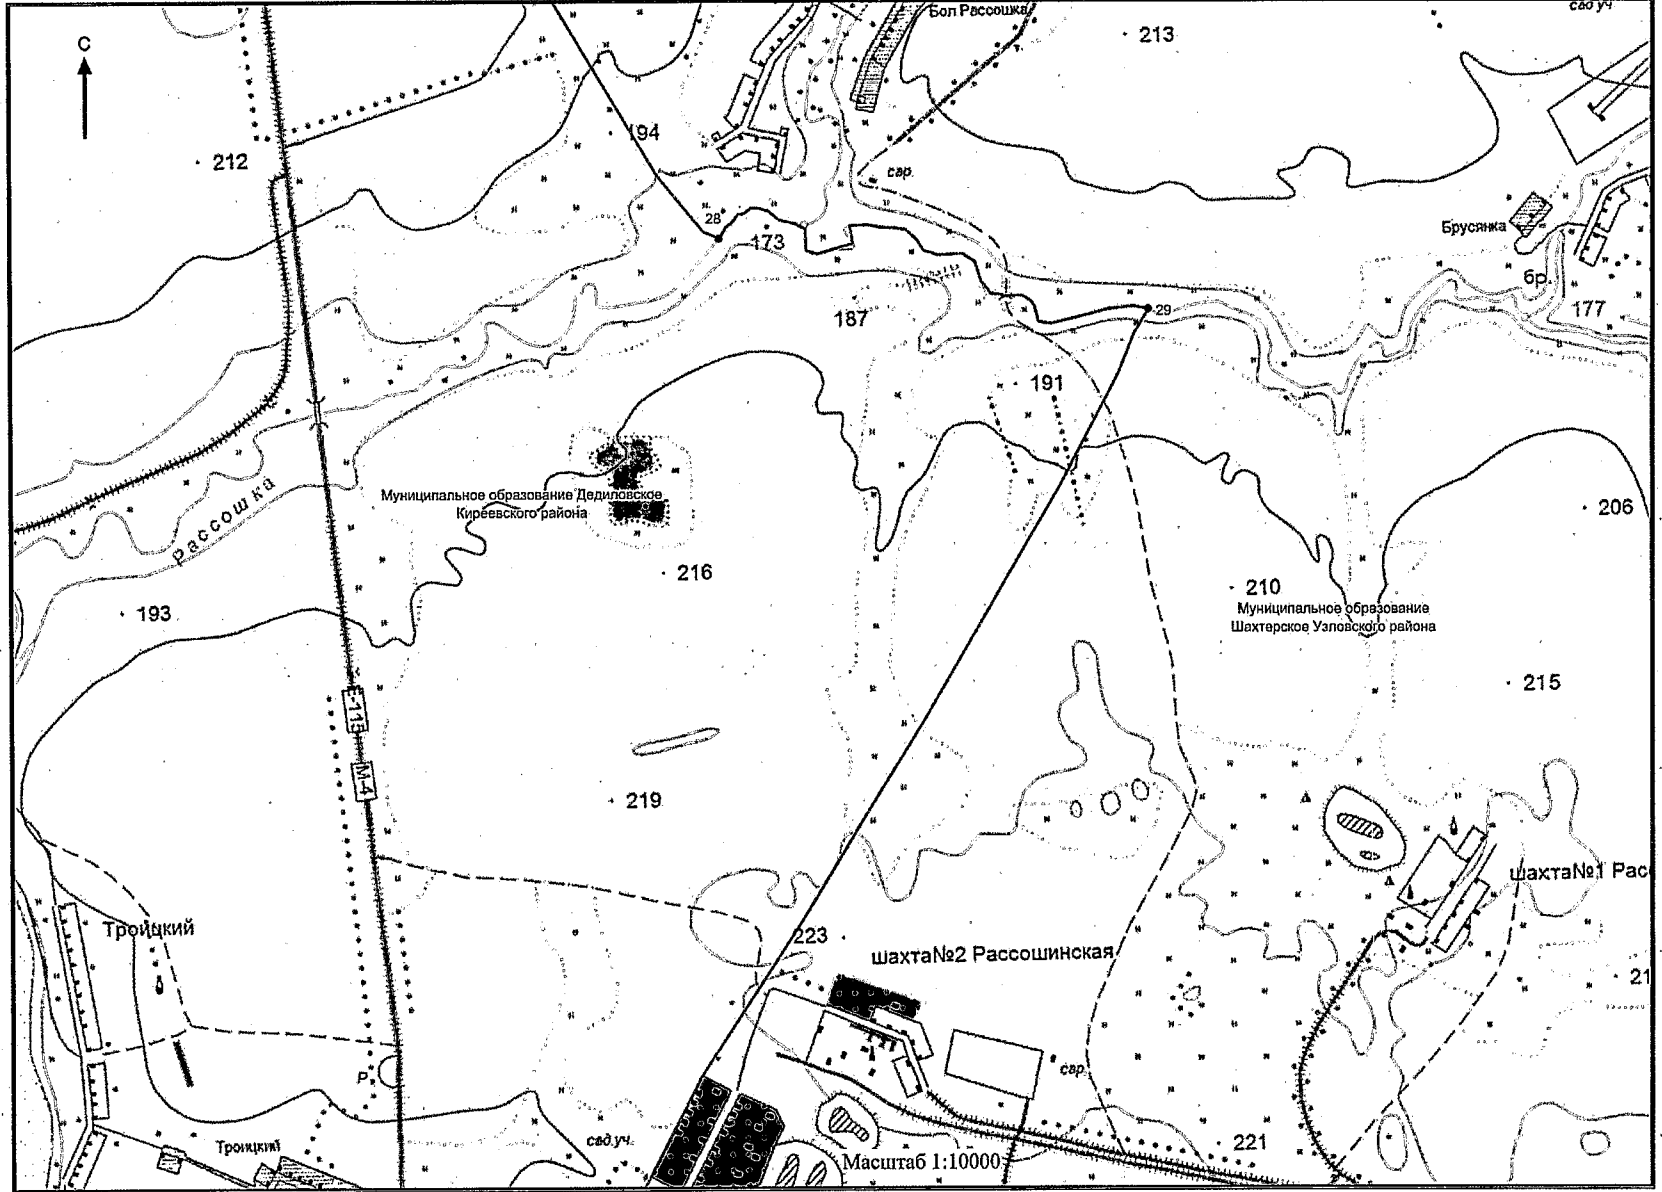 С
Бол Рассошка
213
сад уч
194
212
сар.
28
173
Брусянка
бр.
177
187
29
191
Муниципальное образование Дедиловское
Киреевского района
206
Рассошка
216
210
193
Муниципальное образование
Шахтерское Узловского района
215
Е-115
М-4
219
шахта№1 Расс
Троицкий
223
шахта№2 Рассошинская
21
Р
сар.
Троицкий
сад.уч.
221
Масштаб 1:10000